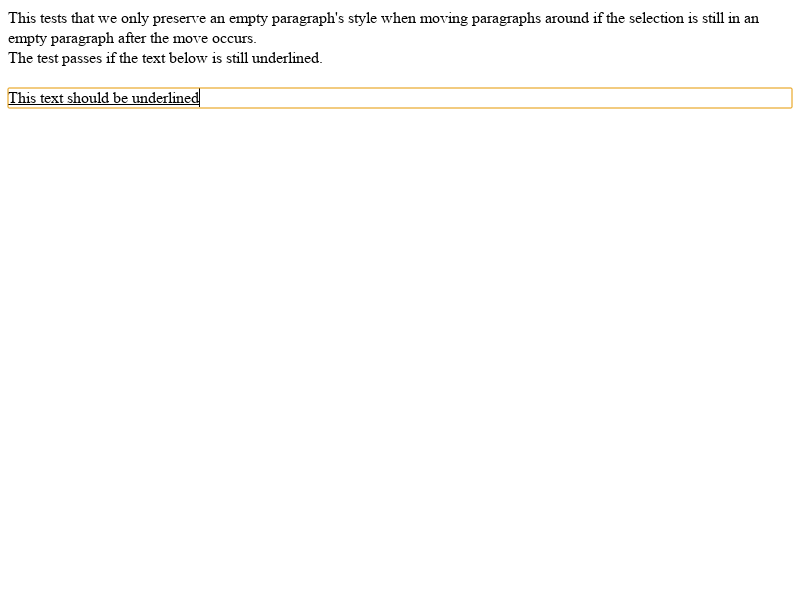 This tests that we only preserve an empty paragraph's style when moving paragraphs around if the selection is still in an
empty paragraph after the move occurs.
The test passes if the text below is still underlined.
This text should be underlined